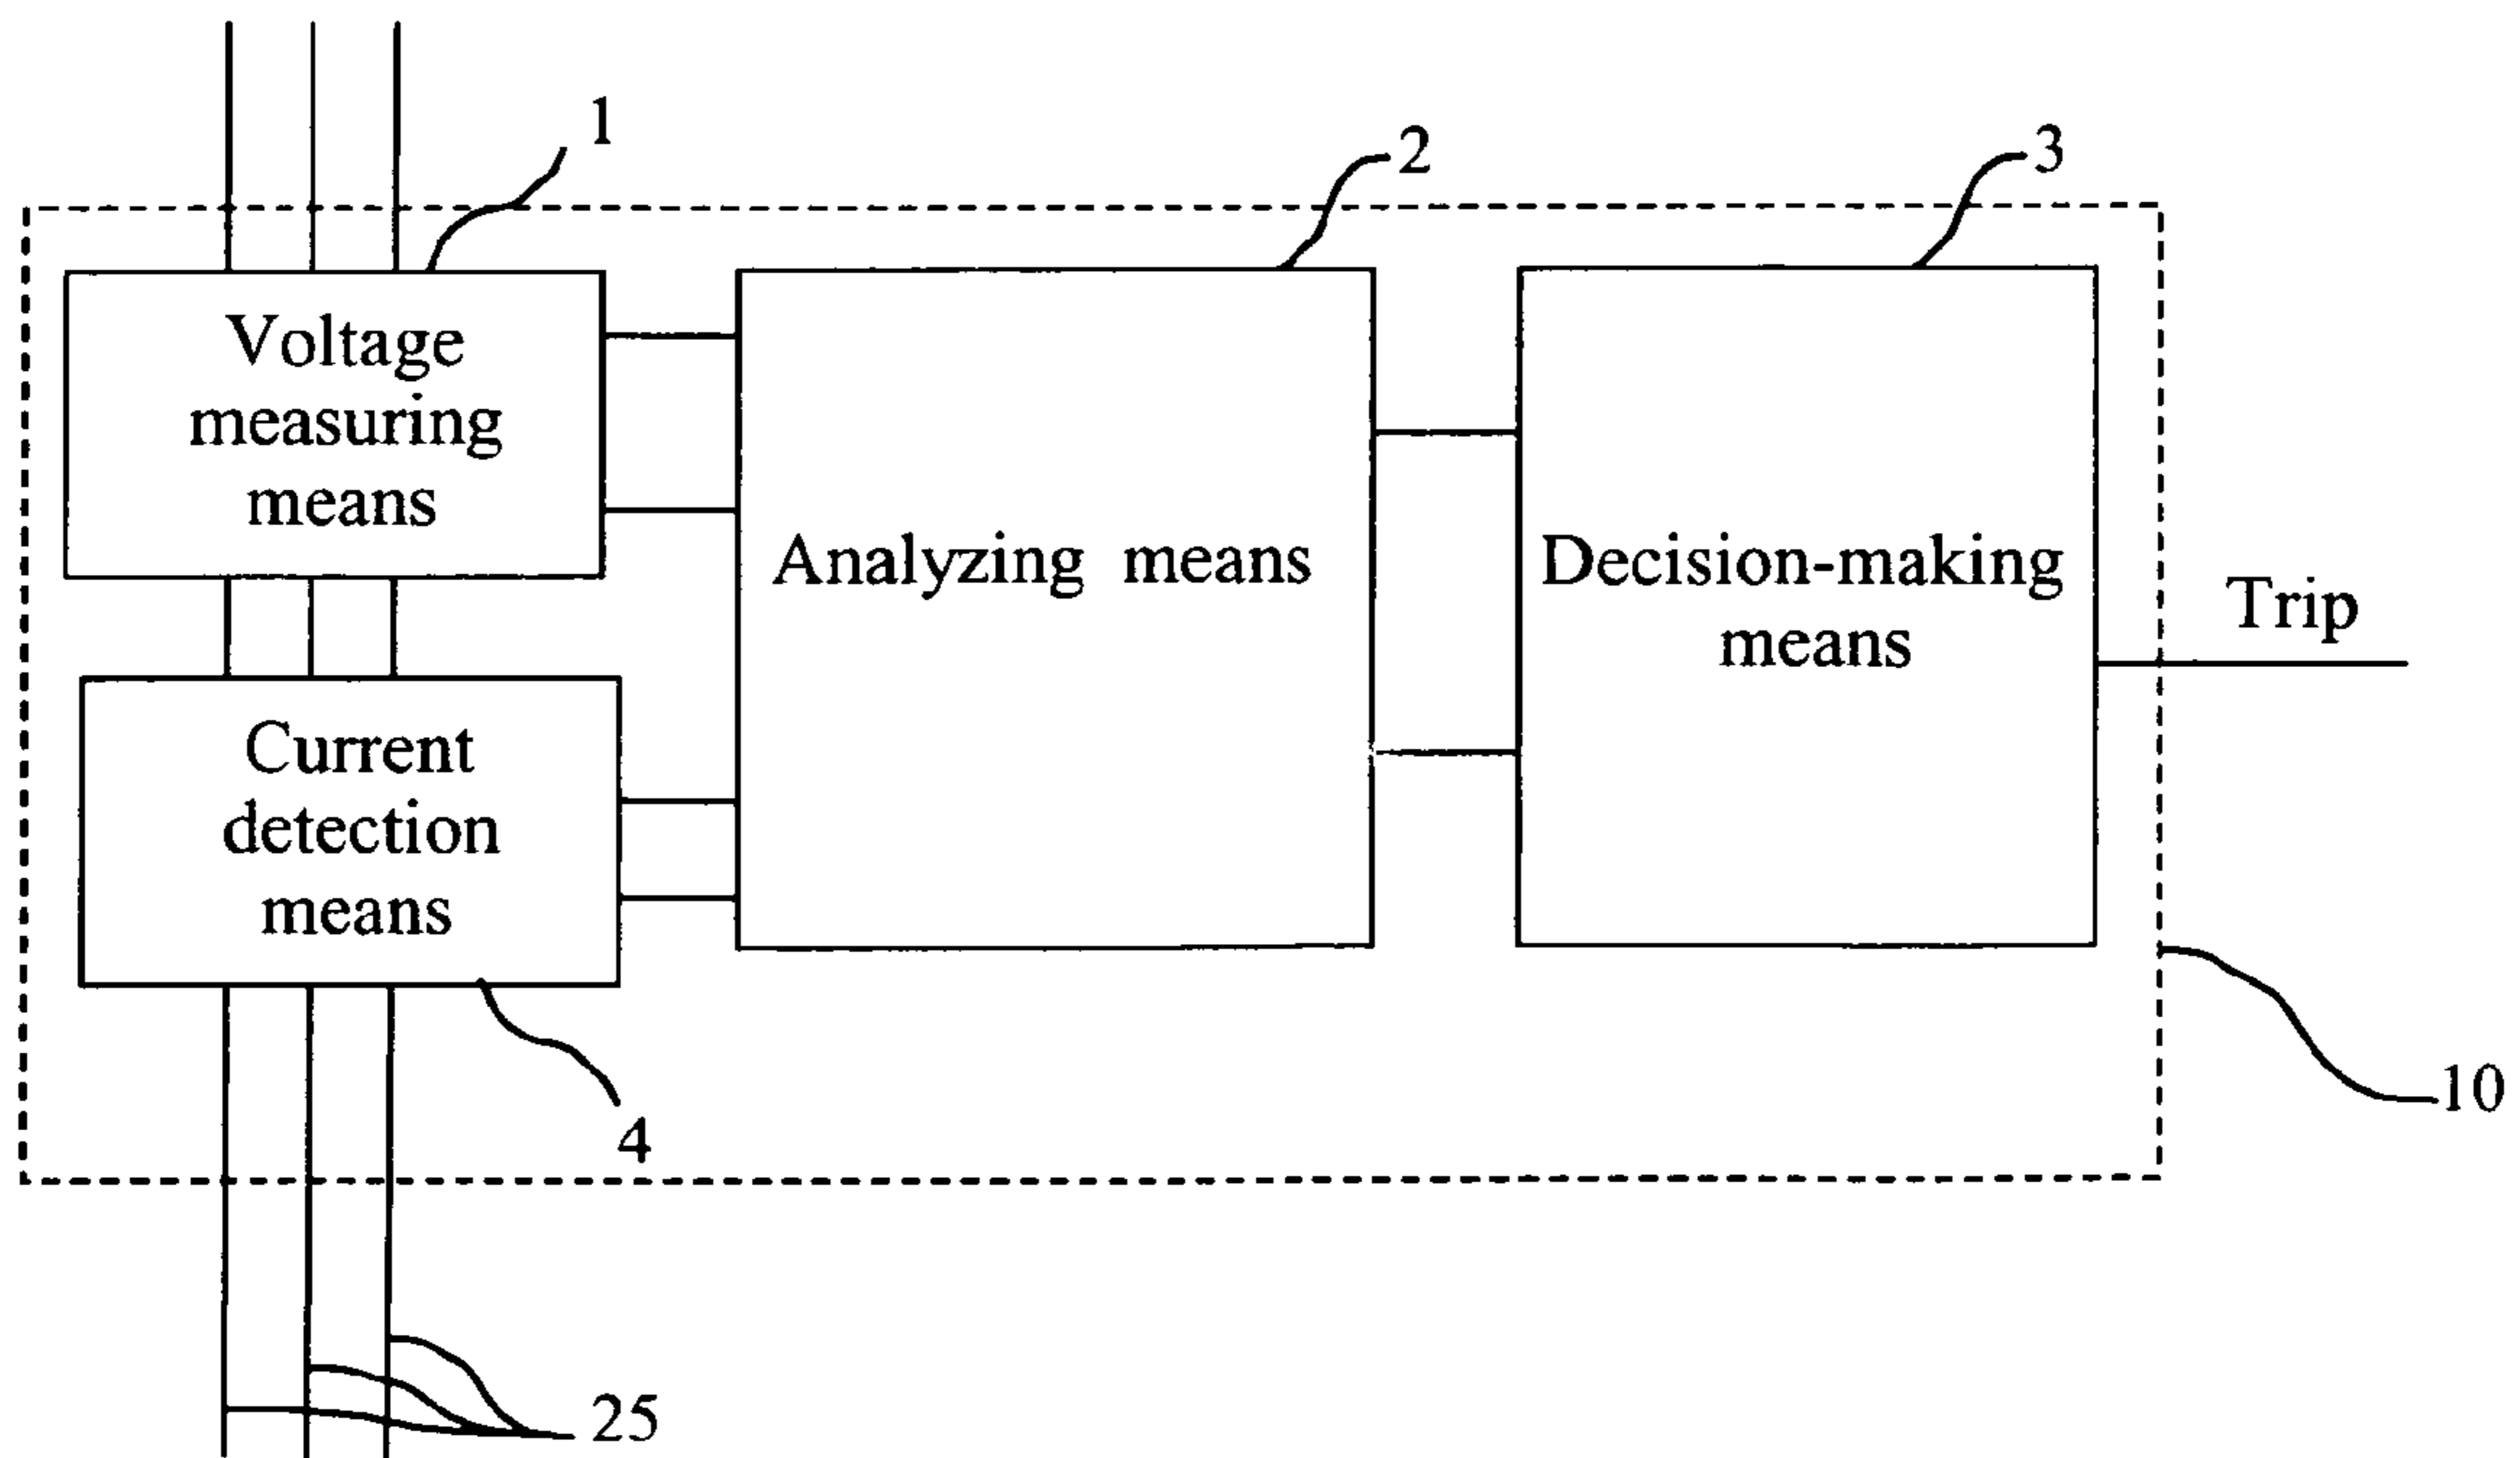 1
2
3
Voltage
measuring
means
Analyzing means
Decision-making
means
Trip
Current
detection
means
4
10
25